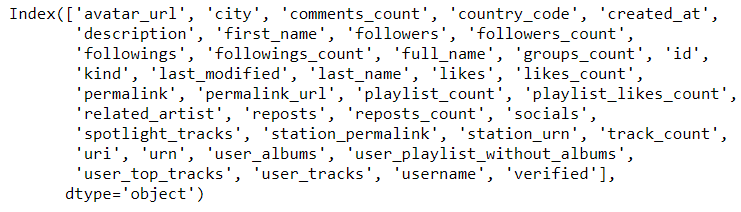 Index(['avatar_url', 'city', 'comments_count', 'country_code', 'created_at',
'description', 'first_name', 'followers', 'followers_count',
'followings', 'followings_count', 'full_name', 'groups_count', 'id',
'kind', 'last_modified', 'last_name', 'likes', 'likes_count',
'permalink', 'permalink_url', 'playlist_count', 'playlist_likes_count',
'related_artist', 'reposts', 'reposts_count', 'socials',
'spotlight_tracks', 'station_permalink', 'station_urn', 'track_count',
'uri', 'urn', 'user_albums', 'user_playlist_without_albums',
'user_top_tracks', 'user_tracks', 'username', 'verified'],
dtype='object')